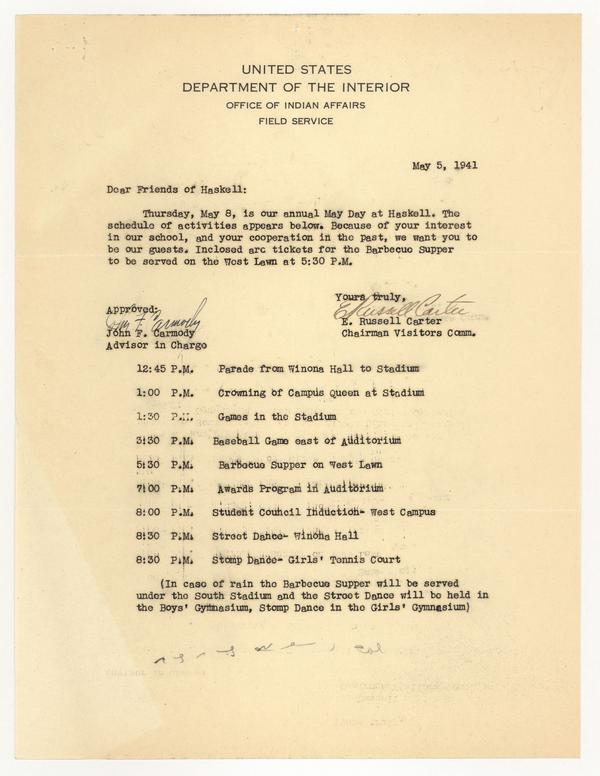 UNITED STATES
DEPARTMENT OF THE INTERIOR
OFFICE OF INDIAN AFFAIRS
FIELD SERVICE
May 5, 1941
Dear Friends of Haskell:
Thursday, May 8, is our annual May Day at Haskell. The
schedule of activities appears below. Because of your interest
in our school, and your cooperation in the past, we want you to
be our guests. Inclosed are tickets for the Barbecue Supper
to be served on the West Lawn at 5:30 P.M.
Yours truly,
E. Russell Carter
E. Russell Carter
Chairman Visitors Comm.
Approved:
John F. Carmody
John F. Carmody
Advisor in Charge
12:45 P.M. Parade from Winona Hall to Stadium
1:00 P.M. Crowning of Campus Queen at Stadium
1:30 P.M. Games in the Stadium
3:30 P.M. Baseball Game east of Auditorium
5:30 P.M. Barbecue Supper on West Lawn
7:00 P.M. Awards Program in Auditorium
8:00 P.M. Student Council Induction- West Campus
8:30 P.M. Street Dance- Winona Hall
8:30 P.M. Stomp Dance- Girls' Tennis Court
(In case of rain the Barbecue Supper will be served
under the South Stadium and the Street Dance will be held in
the Boys' Gymnasium, Stomp Dance in the Girls' Gymnasium)